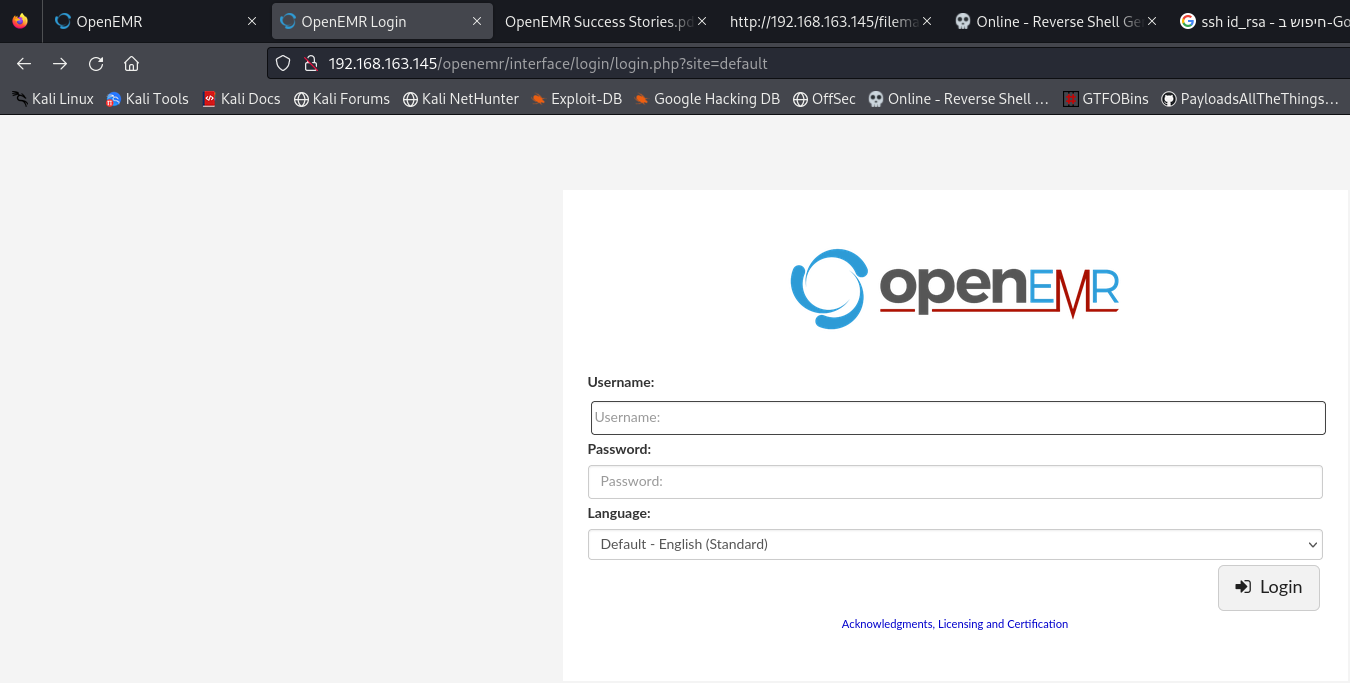 OpenEMR
OpenEMR Login
OpenEMR Success Stories.pd
http://192.168.163.145/filema
Online - Reverse Shell Ge
ssh id_rsa - חיפוש ב-Go
192.168.163.145/openemr/interface/login/login.php?site=default
Kali Linux Kali Tools Kali Docs Kali Forums Kali NetHunter Exploit-DB Google Hacking DB OffSec Online - Reverse Shell … GTFOBins PayloadsAllTheThings…
openEMR
Username:
Username:
Password:
Password:
Language:
Default - English (Standard)
Login
Acknowledgments, Licensing and Certification